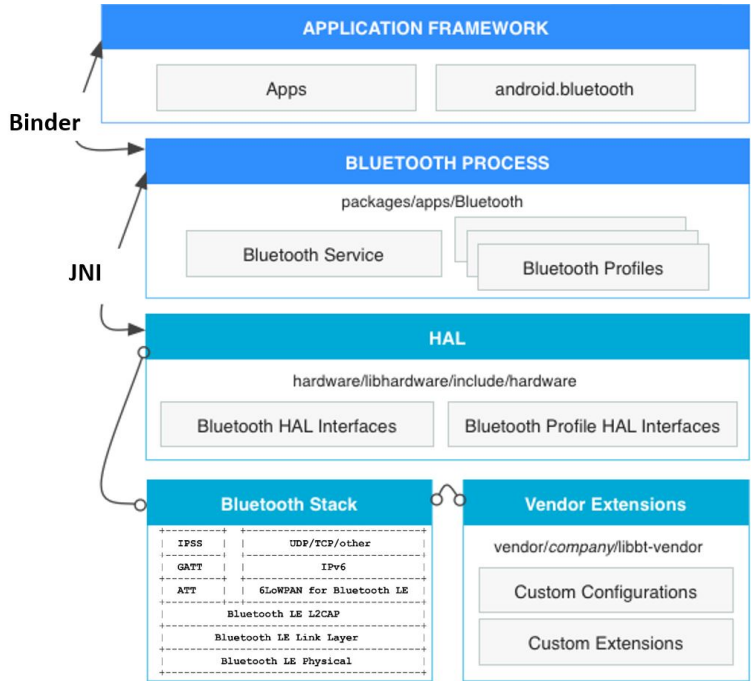 APPLICATION FRAMEWORK
Apps
android.bluetooth
Binder
BLUETOOTH PROCESS
packages/apps/Bluetooth
Bluetooth Service
Bluetooth Profiles
JNI
HAL
hardware/libhardware/include/hardware
Bluetooth HAL Interfaces
Bluetooth Profile HAL Interfaces
Bluetooth Stack
IPSS
UDP/TCP/other
GATT
IPv6
ATT
6LoWPAN for Bluetooth LE
Bluetooth LE L2CAP
Bluetooth LE Link Layer
Bluetooth LE Physical
Vendor Extensions
vendor/company/libbt-vendor
Custom Configurations
Custom Extensions